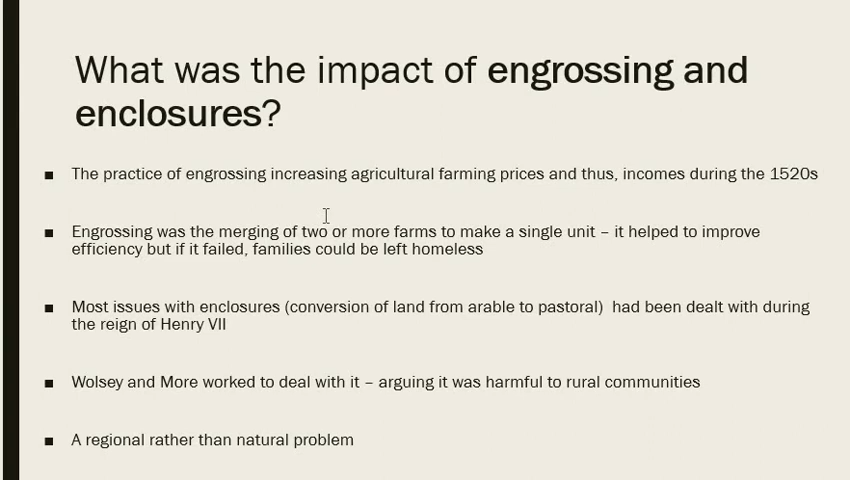 What was the impact of engrossing and
enclosures?
■ The practice of engrossing increasing agricultural farming prices and thus, incomes during the 1520s
■ Engrossing was the merging of two or more farms to make a single unit – it helped to improve
efficiency but if it failed, families could be left homeless
■ Most issues with enclosures (conversion of land from arable to pastoral)  had been dealt with during
the reign of Henry VII
■ Wolsey and More worked to deal with it – arguing it was harmful to rural communities
■ A regional rather than natural problem